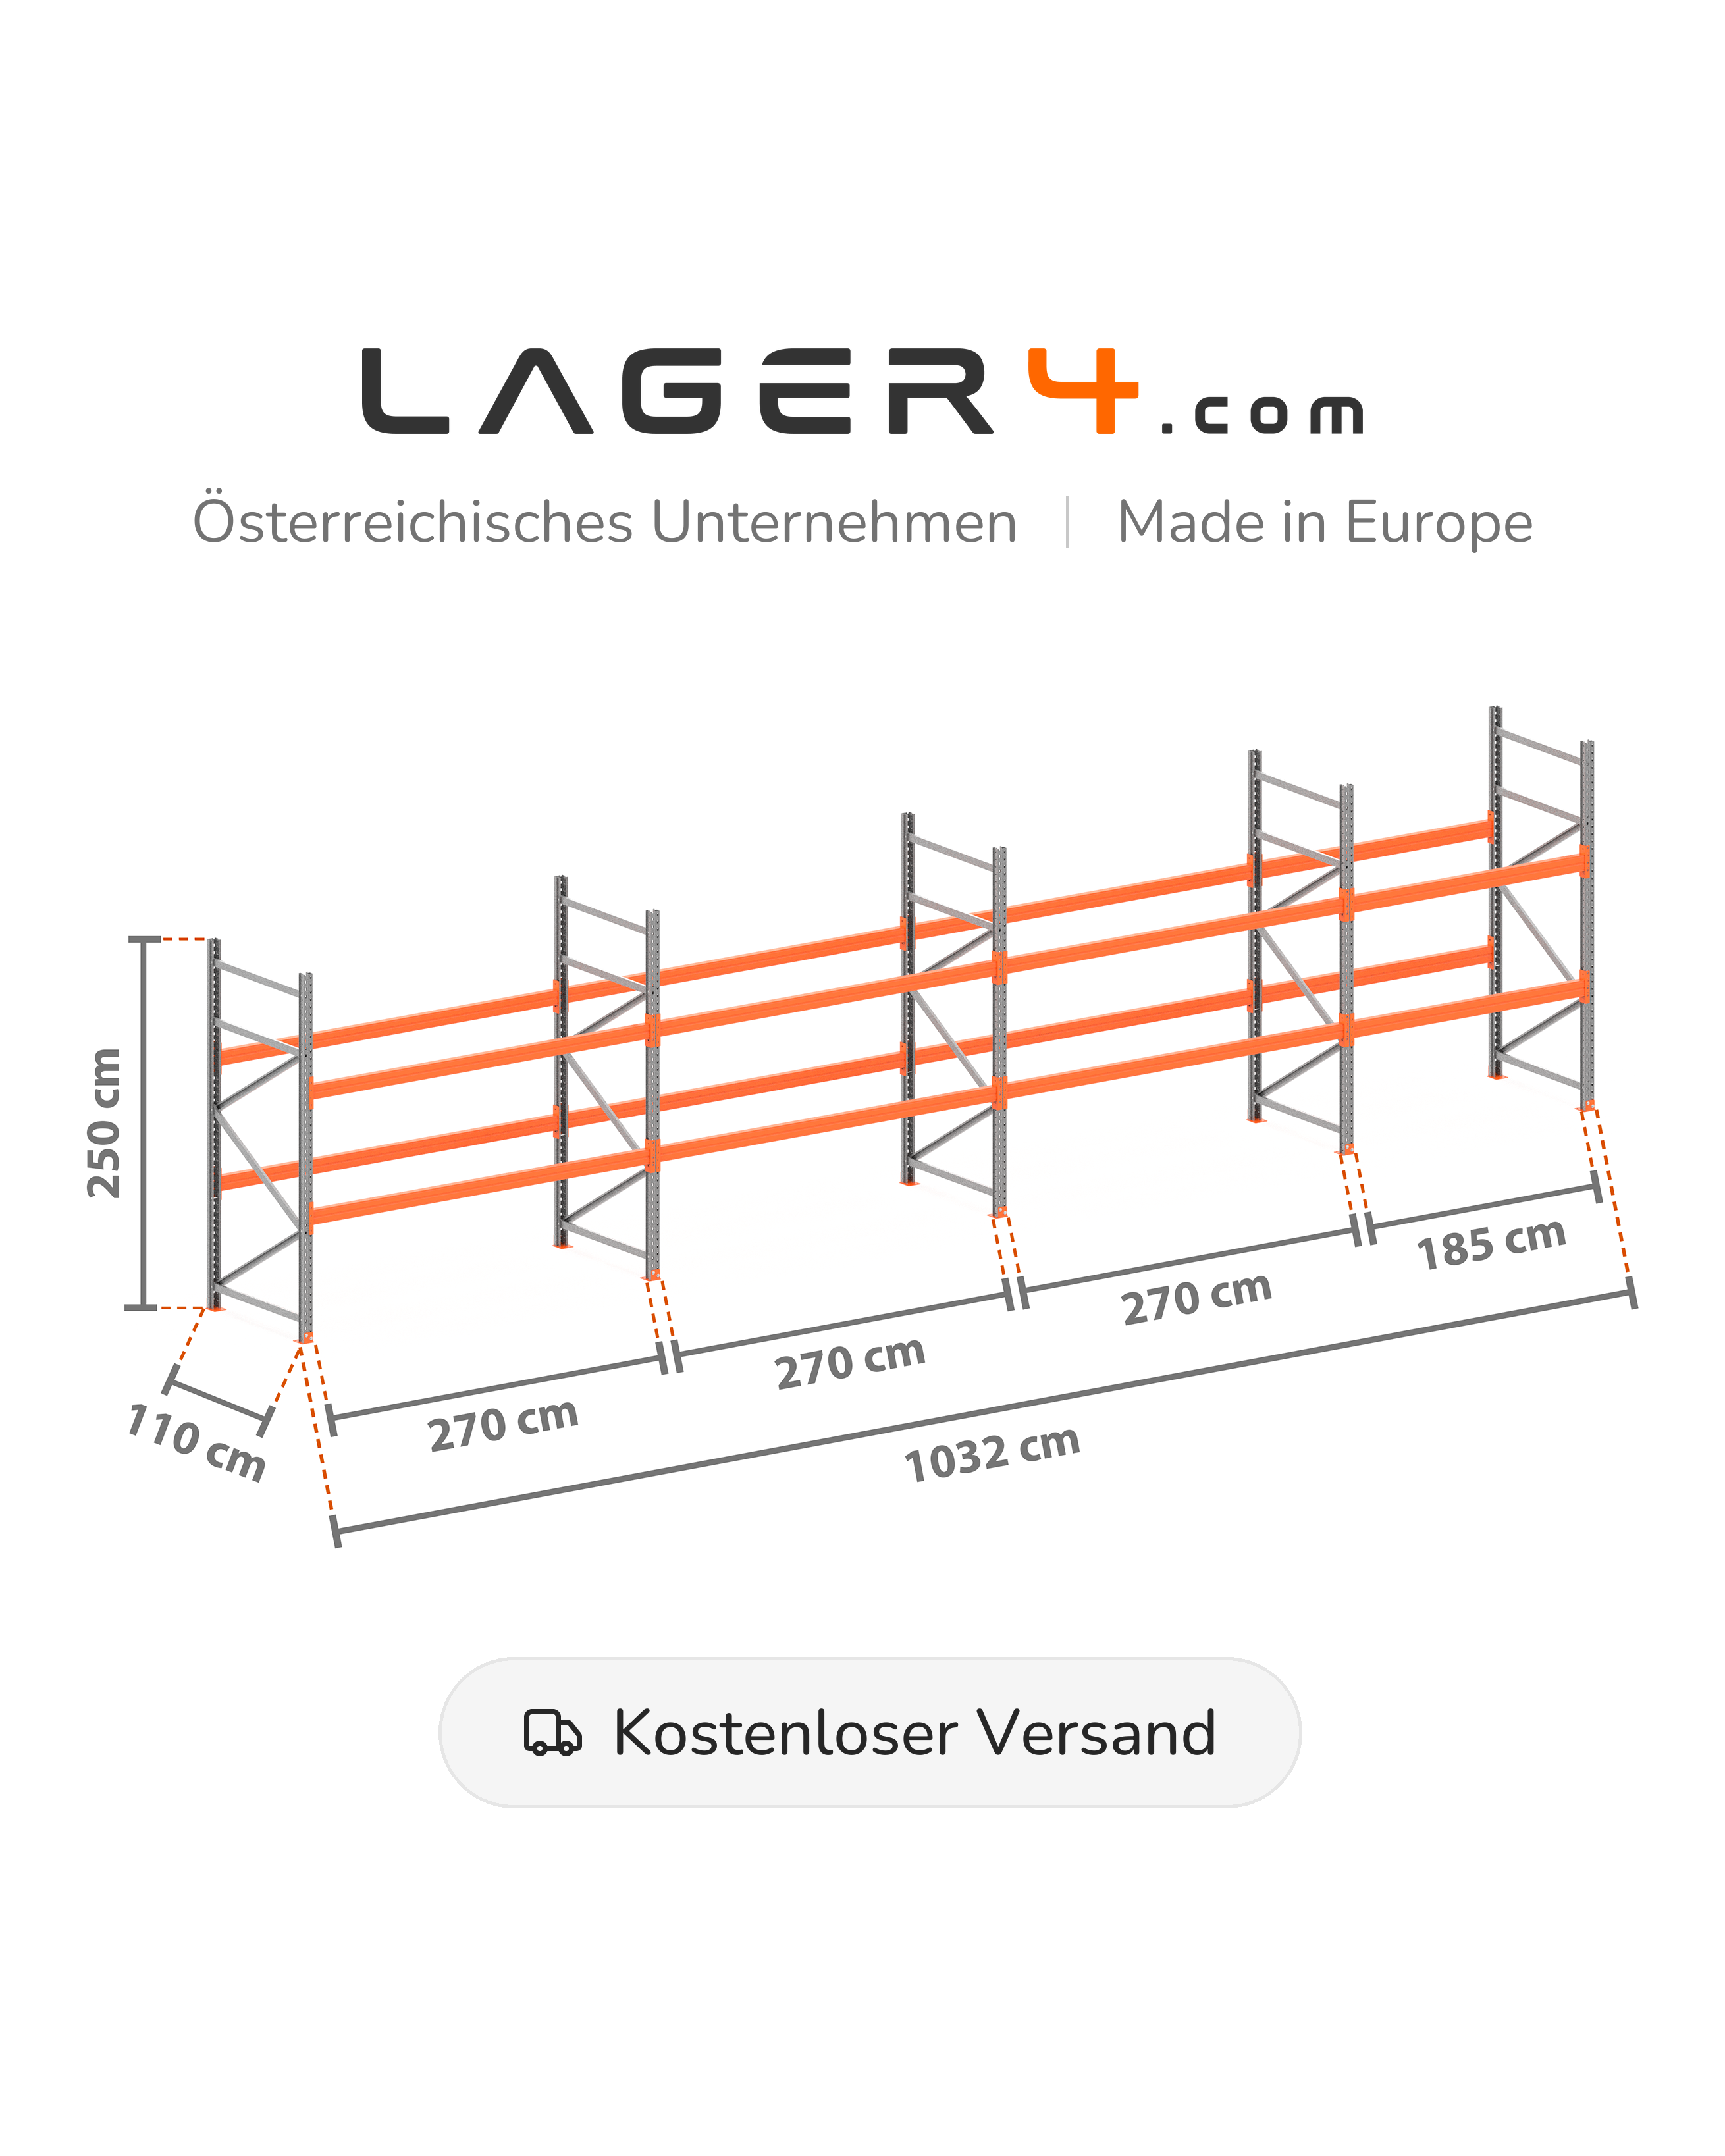 LAGER4.com
Österreichisches Unternehmen | Made in Europe
250 cm
110 cm
270 cm
270 cm
270 cm
185 cm
1032 cm
Kostenloser Versand